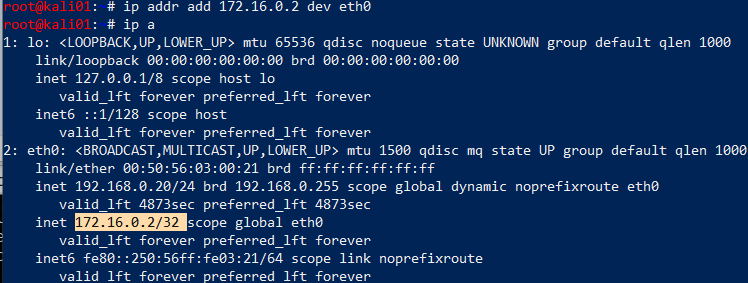 root@kali01: ~# ip addr add 172.16.0.2 dev eth0
root@kali01: ~# ip a
1: lo: <LOOPBACK,UP,LOWER_UP> mtu 65536 qdisc noqueue state UNKNOWN group default qlen 1000
link/loopback 00:00:00:00:00:00 brd 00:00:00:00:00:00
inet 127.0.0.1/8 scope host lo
valid_lft forever preferred_lft forever
inet6 ::1/128 scope host
valid_lft forever preferred_lft forever
2: eth0: <BROADCAST,MULTICAST,UP,LOWER_UP> mtu 1500 qdisc mq state UP group default qlen 1000
link/ether 00:50:56:03:00:21 brd ff:ff:ff:ff:ff:ff
inet 192.168.0.20/24 brd 192.168.0.255 scope global dynamic noprefixroute eth0
valid_lft 4873sec preferred_lft 4873sec
inet 172.16.0.2/32 scope global eth0
valid_lft forever preferred_lft forever
inet6 fe80::250:56ff:fe03:21/64 scope link noprefixroute
valid_lft forever preferred_lft forever